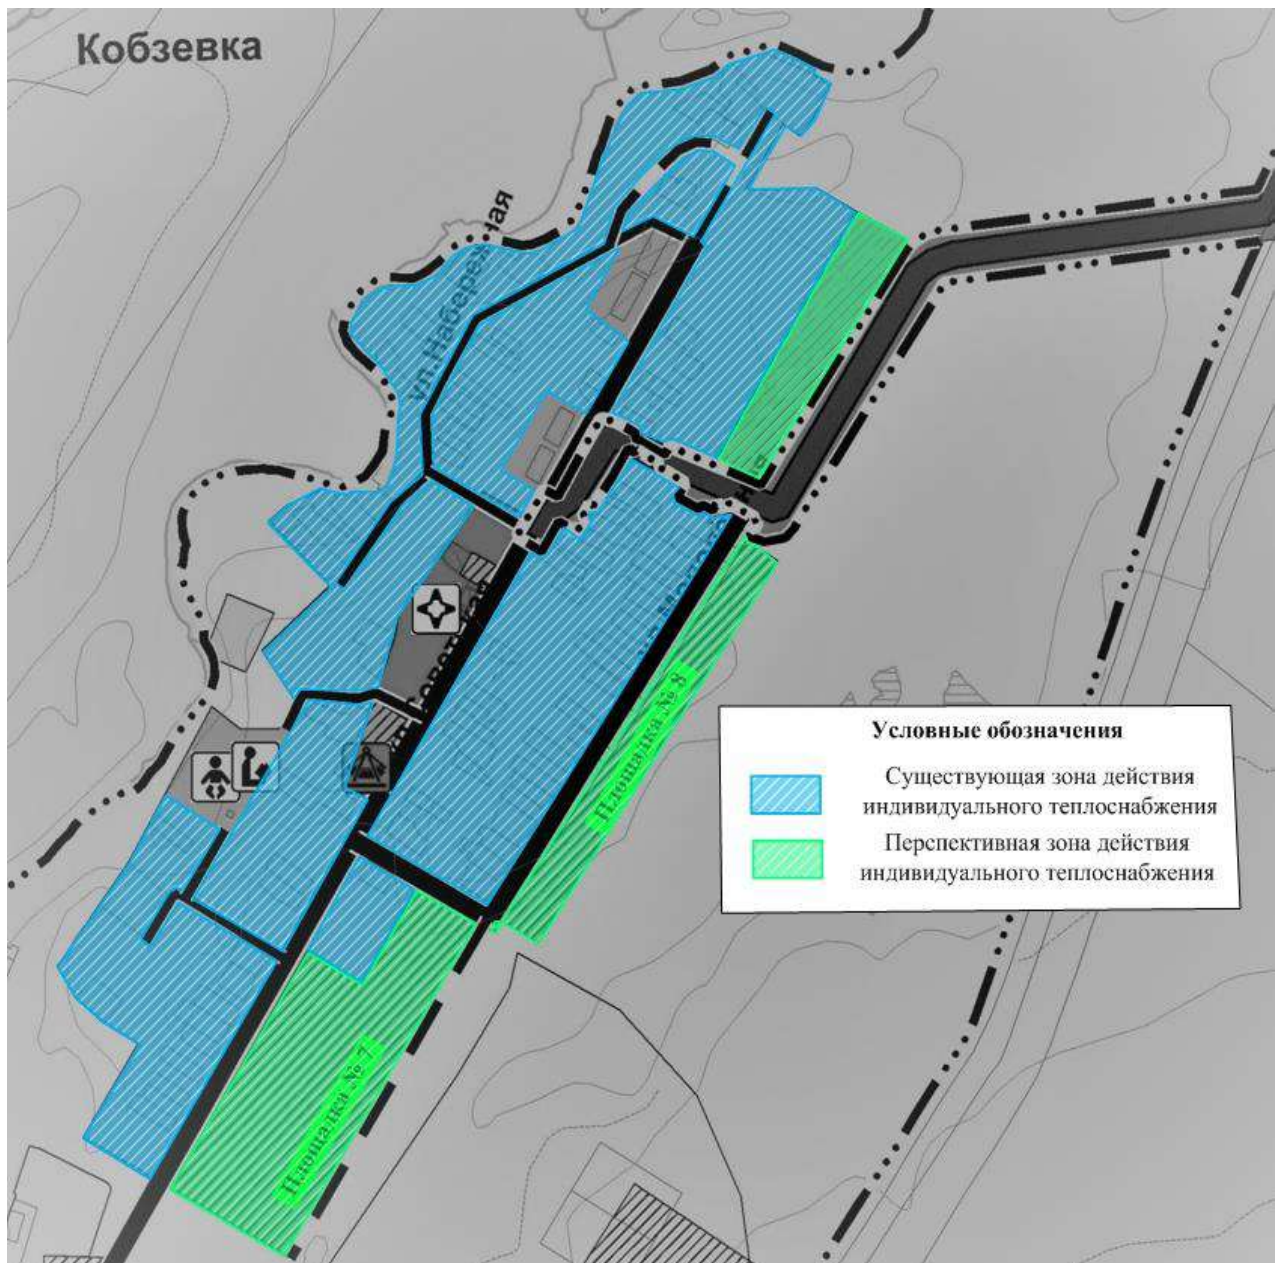 Кобзевка
ул. Набережная
Площадка № 8
Условные обозначения
Существующая зона действия
индивидуального теплоснабжения
Перспективная зона действия
индивидуального теплоснабжения
Площадка № 7